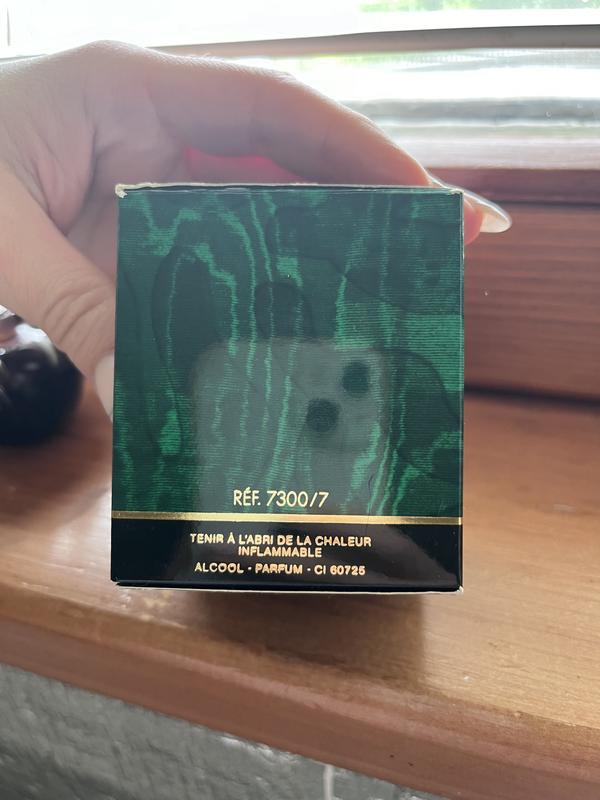 RÉF. 7300/7
TENIR À L'ABRI DE LA CHALEUR
INFLAMMABLE
ALCOOL - PARFUM - CI 60725